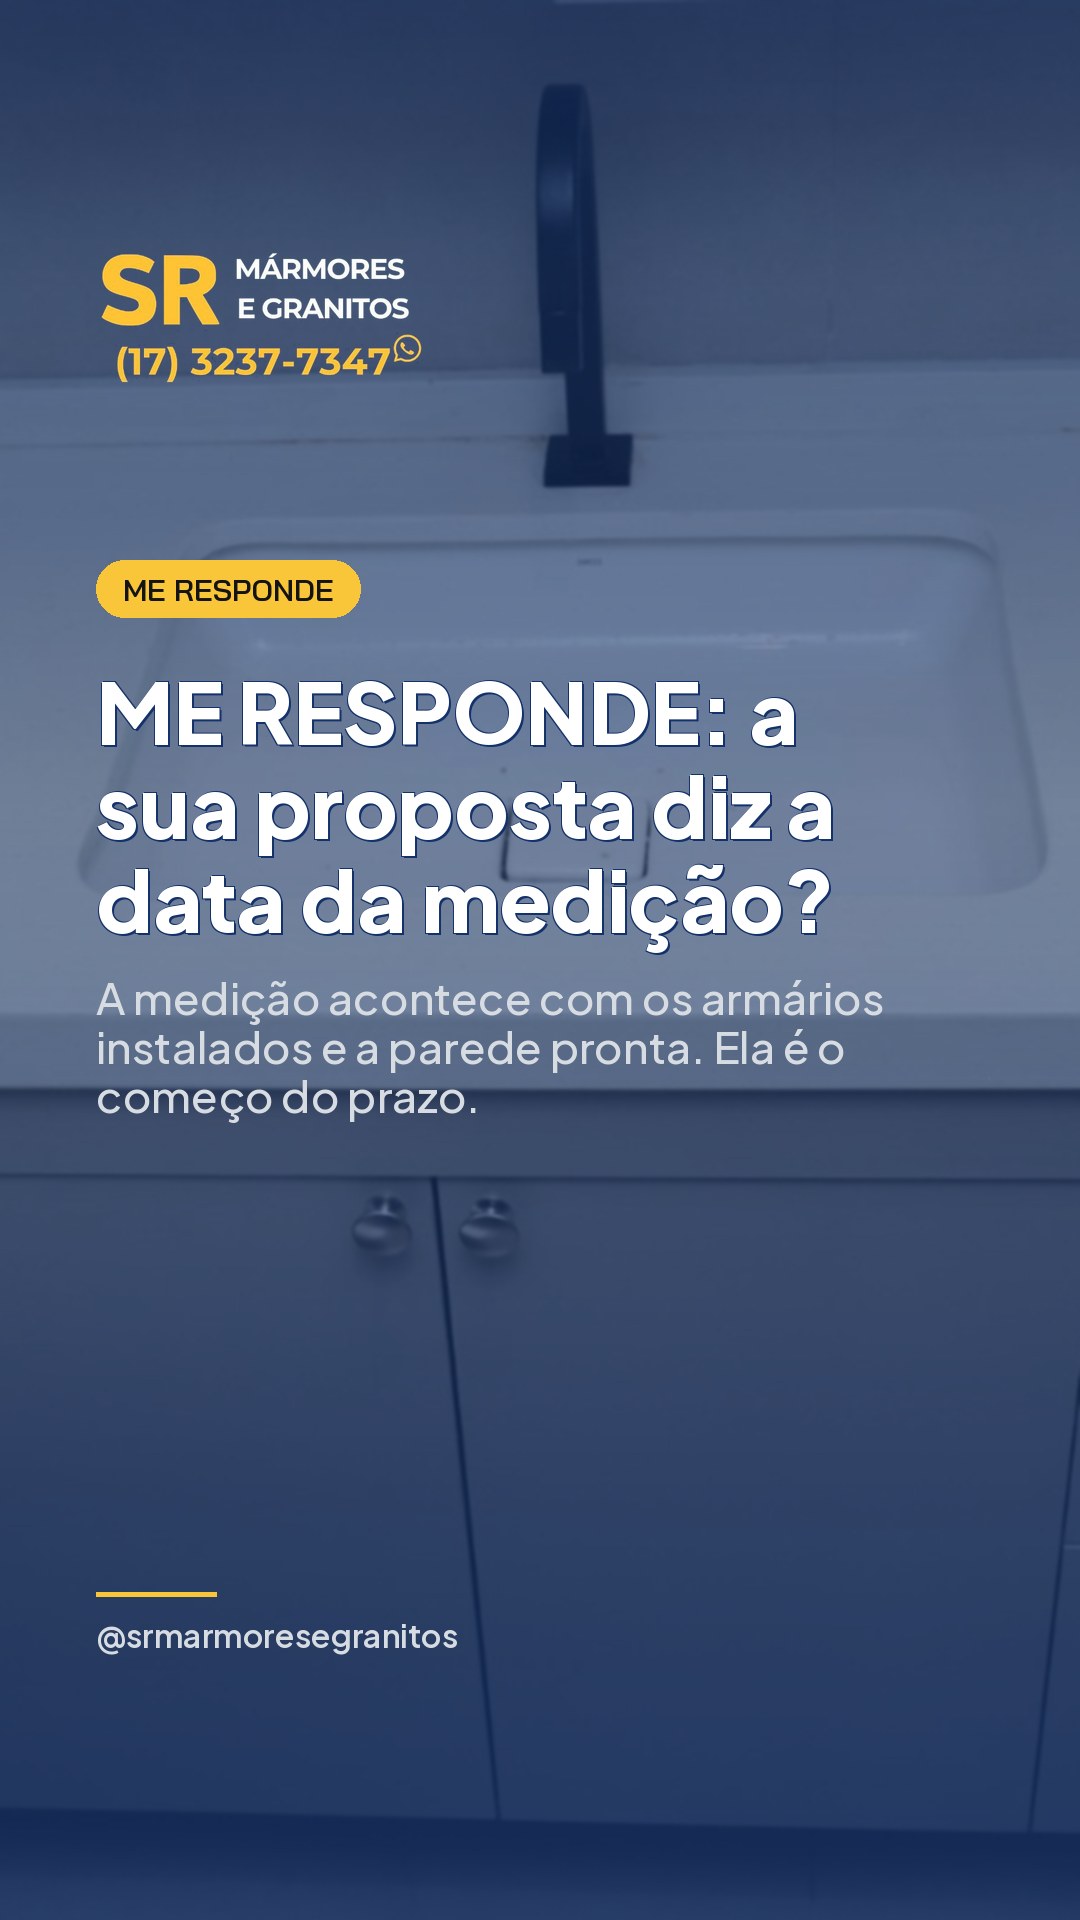 SR MÁRMORES
E GRANITOS
(17) 3237-7347
ME RESPONDE
ME RESPONDE: a
sua proposta diz a
data da medição?
A medição acontece com os armários
instalados e a parede pronta. Ela é o
começo do prazo.
@srmarmoresegranitos